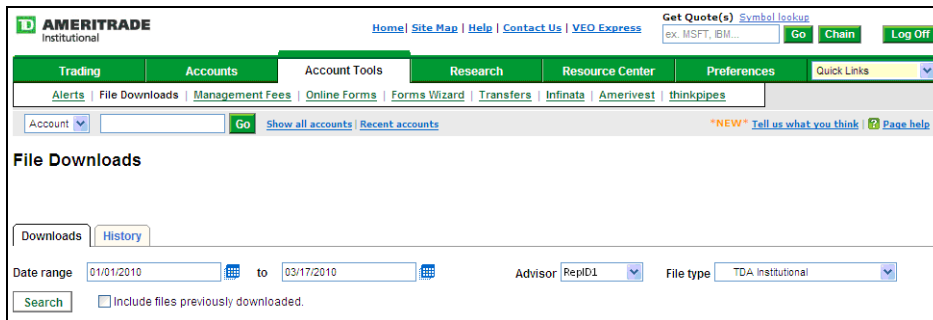 D AMERITRADE
Institutional
Home| Site Map | Help | Contact Us | VEO Express
Get Quote(s) Symbol lookup
ex. MSFT, IBM... Go Chain Log Off
Trading Accounts Account Tools Research Resource Center Preferences Quick Links
Alerts | File Downloads | Management Fees | Online Forms | Forms Wizard | Transfers | Infinata | Amerivest | thinkpipes
Account Go Show all accounts | Recent accounts *NEW* Tell us what you think | ? Page help
File Downloads
Downloads History
Date range 01/01/2010 to 03/17/2010 Advisor RepID1 File type TDA Institutional
Search Include files previously downloaded.